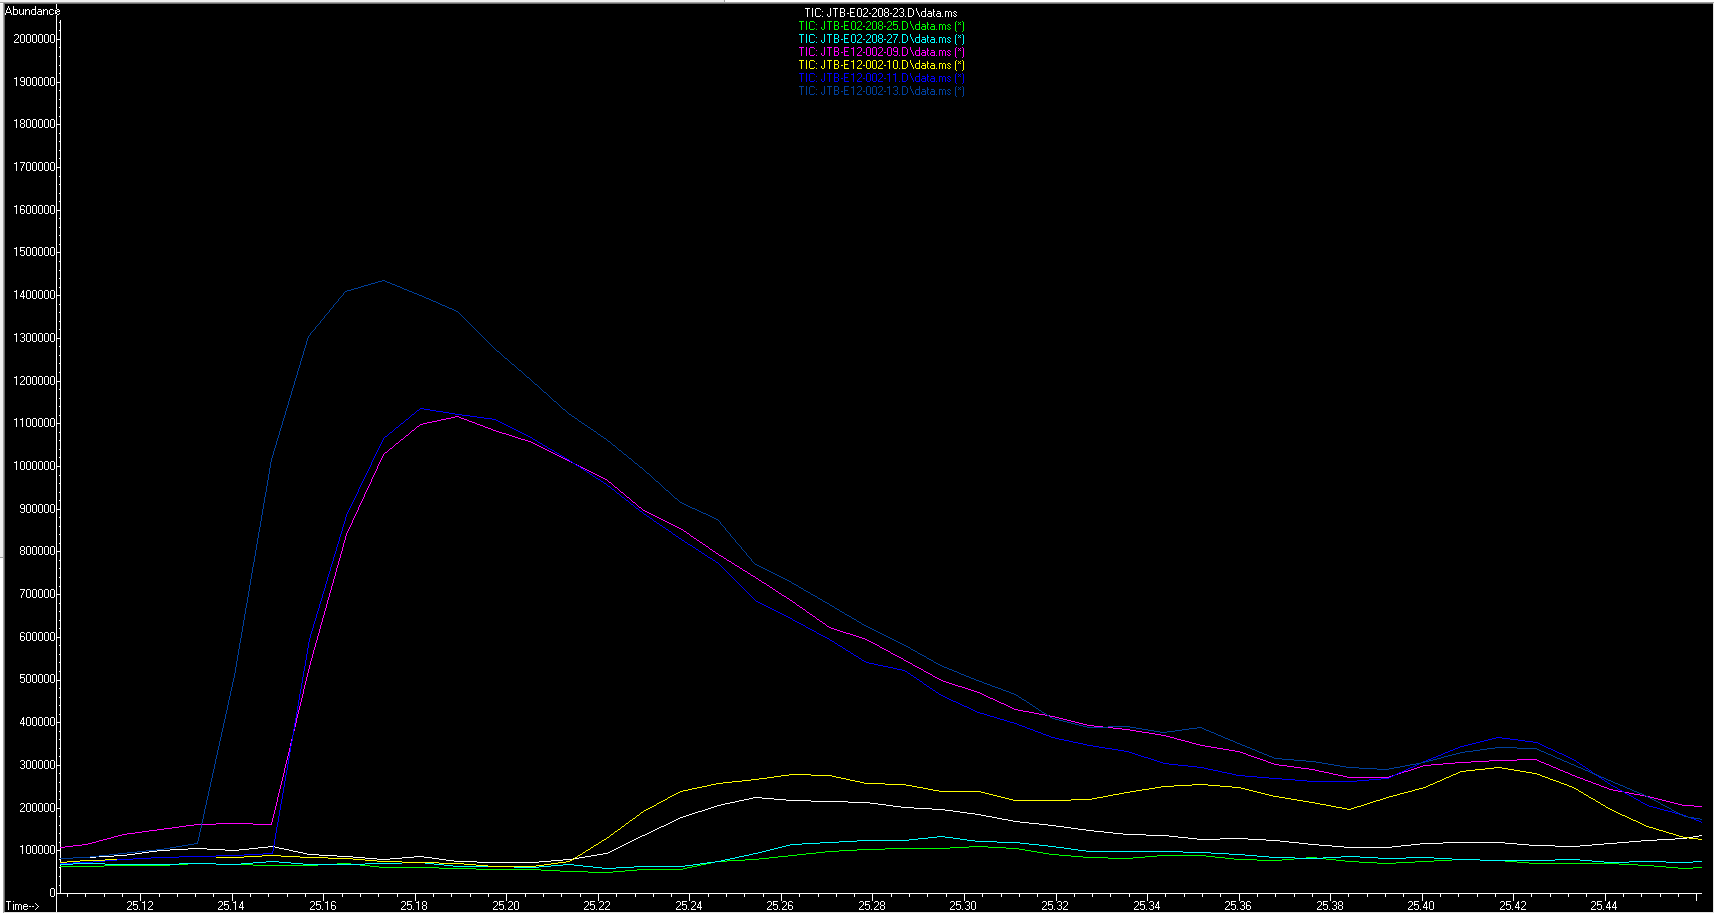 Abundance
TIC: JTB-E02-208-23.D\data.ms
TIC: JTB-E02-208-25.D\data.ms (*)
TIC: JTB-E02-208-27.D\data.ms (*)
TIC: JTB-E12-002-09.D\data.ms (*)
TIC: JTB-E12-002-10.D\data.ms (*)
TIC: JTB-E12-002-11.D\data.ms (*)
TIC: JTB-E12-002-13.D\data.ms (*)
2000000
1900000
1800000
1700000
1600000
1500000
1400000
1300000
1200000
1100000
1000000
900000
800000
700000
600000
500000
400000
300000
200000
100000
0
Time-->
25.12 25.14 25.16 25.18 25.20 25.22 25.24 25.26 25.28 25.30 25.32 25.34 25.36 25.38 25.40 25.42 25.44